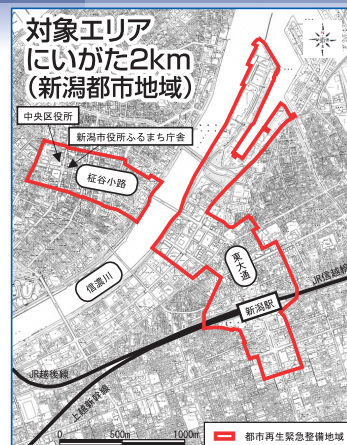 対象エリア
にいがた2km
(新潟都市地域)
中央区役所
新潟市役所ふるまち庁舎
柾谷小路
信濃川
東大通
JR信越線
新潟駅
JR越後線
上越新幹線
0 500m 1000m
都市再生緊急整備地域